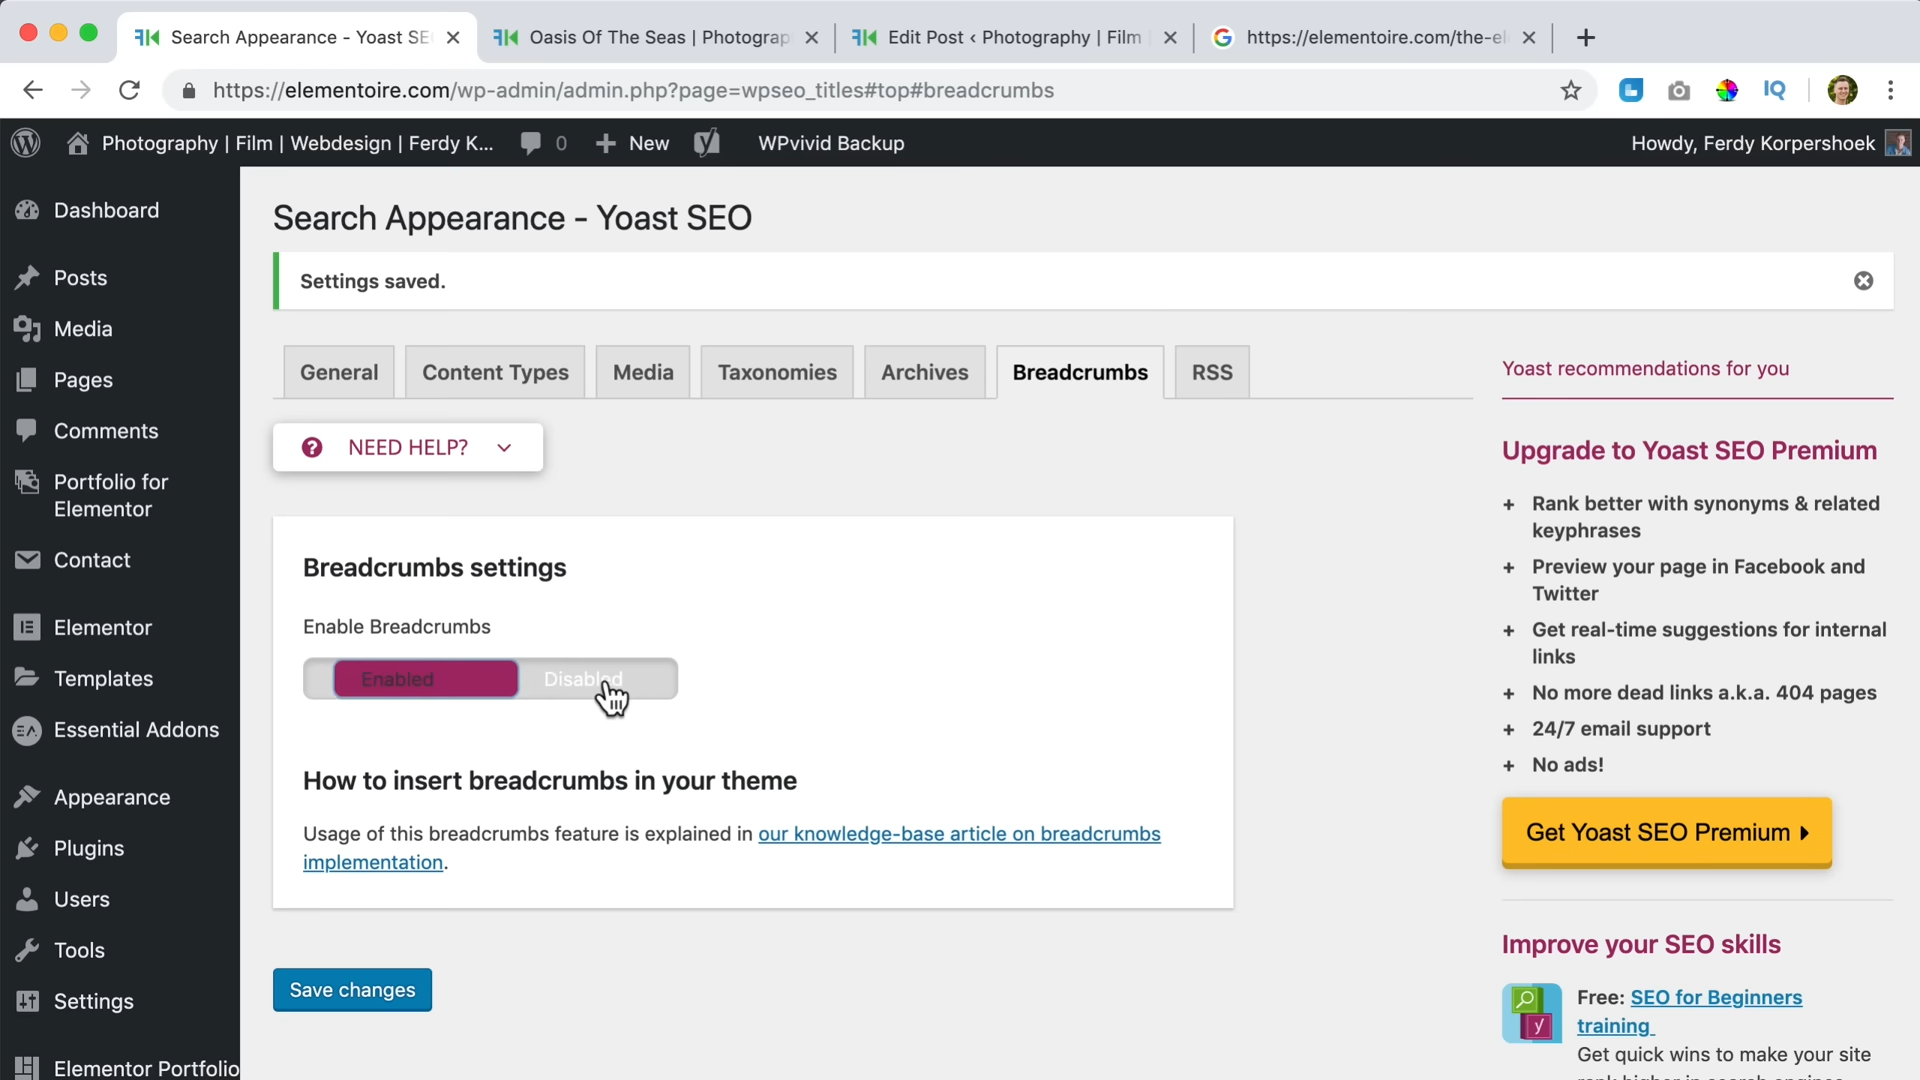 Search Appearance - Yoast SE
Oasis Of The Seas | Photograp
Edit Post ‹ Photography | Film
https://elementoire.com/the-el
https://elementoire.com/wp-admin/admin.php?page=wpseo_titles#top#breadcrumbs
IQ
Photography | Film | Webdesign | Ferdy K...
0
New
WPvivid Backup
Howdy, Ferdy Korpershoek
Dashboard
Posts
Media
Pages
Comments
Portfolio for
Elementor
Contact
Elementor
Templates
Essential Addons
Appearance
Plugins
Users
Tools
Settings
Elementor Portfolio
Search Appearance - Yoast SEO
Settings saved.
General
Content Types
Media
Taxonomies
Archives
Breadcrumbs
RSS
NEED HELP?
Breadcrumbs settings
Enable Breadcrumbs
Enabled
Disabled
How to insert breadcrumbs in your theme
Usage of this breadcrumbs feature is explained in our knowledge-base article on breadcrumbs
implementation.
Save changes
Yoast recommendations for you
Upgrade to Yoast SEO Premium
+ Rank better with synonyms & related
keyphrases
+ Preview your page in Facebook and
Twitter
+ Get real-time suggestions for internal
links
+ No more dead links a.k.a. 404 pages
+ 24/7 email support
+ No ads!
Get Yoast SEO Premium
Improve your SEO skills
Free: SEO for Beginners
training
Get quick wins to make your site